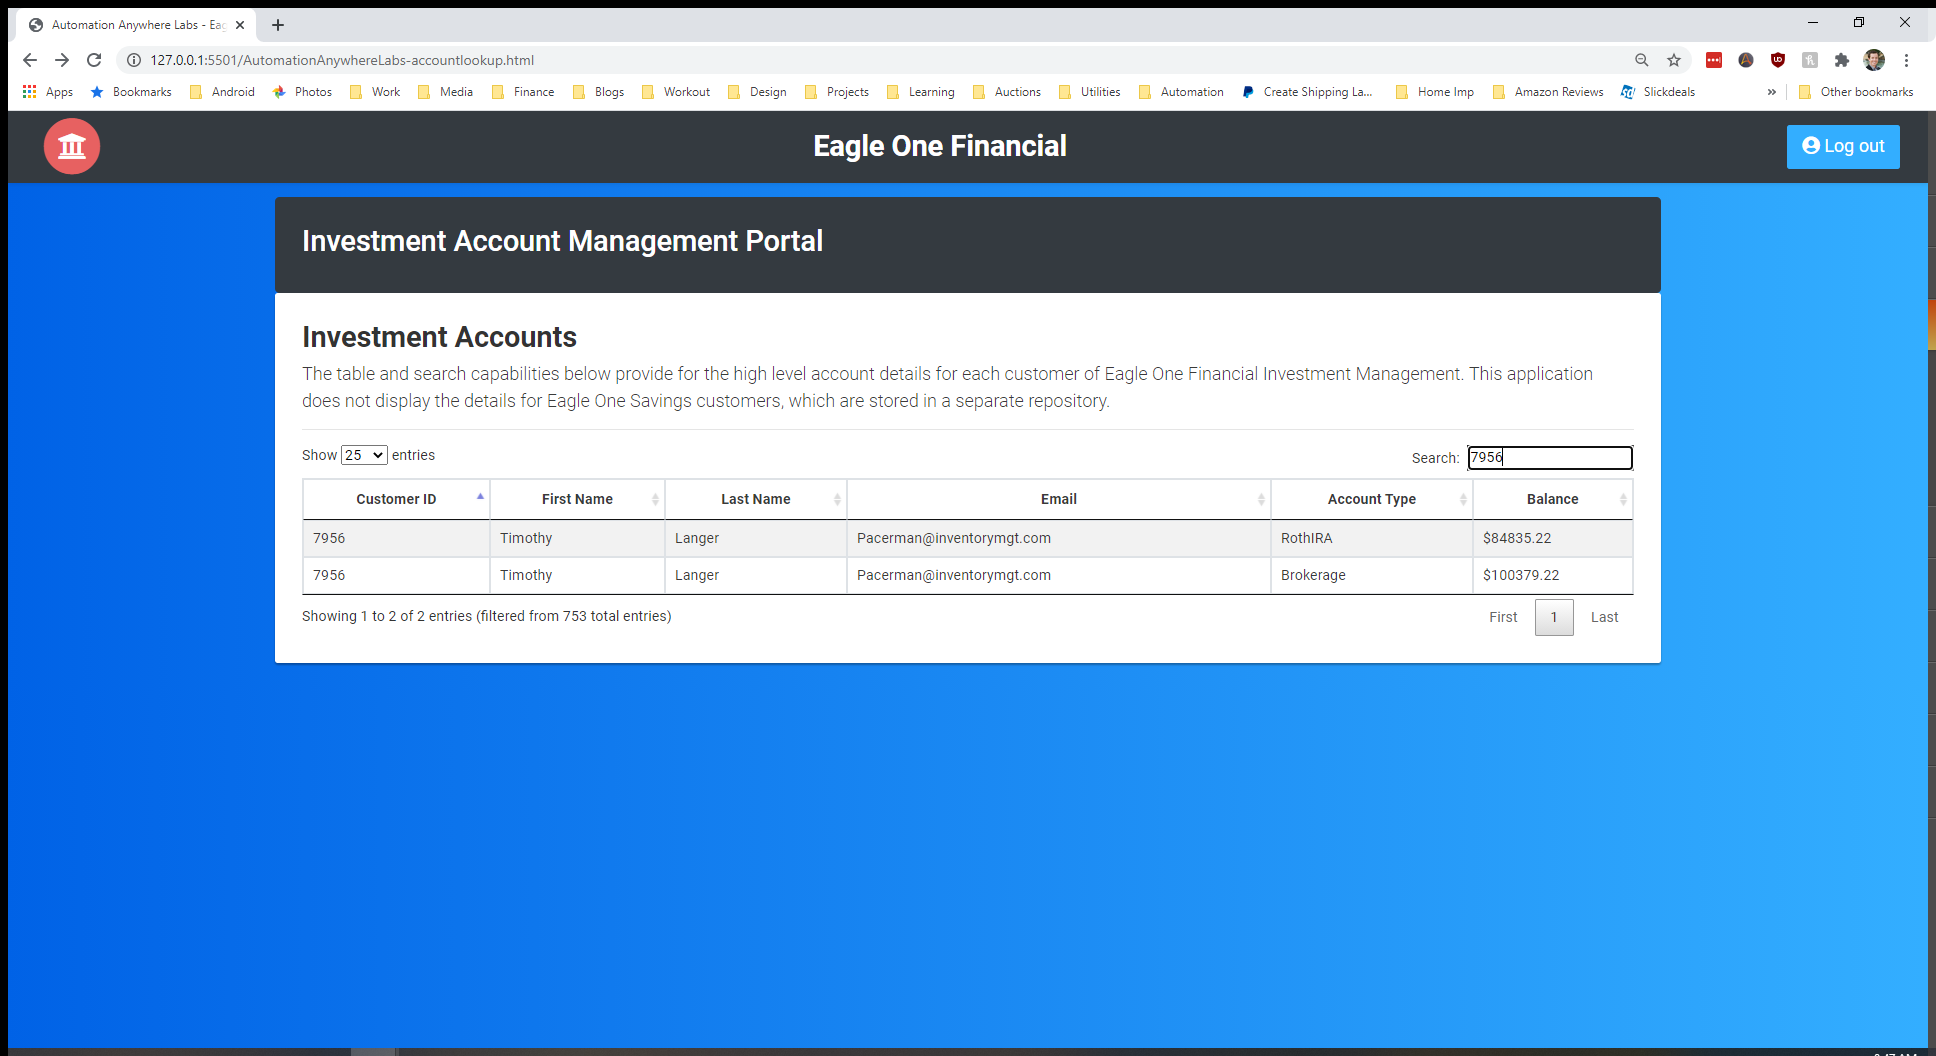 Automation Anywhere Labs - Eag
127.0.0.1:5501/AutomationAnywhereLabs-accountlookup.html
Apps Bookmarks Android Photos Work Media Finance Blogs Workout Design Projects Learning Auctions Utilities Automation Create Shipping La... Home Imp Amazon Reviews Slickdeals » Other bookmarks
Eagle One Financial
Log out
Investment Account Management Portal
Investment Accounts
The table and search capabilities below provide for the high level account details for each customer of Eagle One Financial Investment Management. This application
does not display the details for Eagle One Savings customers, which are stored in a separate repository.
Show 25 entries
Search: 7956
Customer ID First Name Last Name Email Account Type Balance
7956 Timothy Langer Pacerman@inventorymgt.com RothIRA $84835.22
7956 Timothy Langer Pacerman@inventorymgt.com Brokerage $100379.22
Showing 1 to 2 of 2 entries (filtered from 753 total entries)
First 1 Last